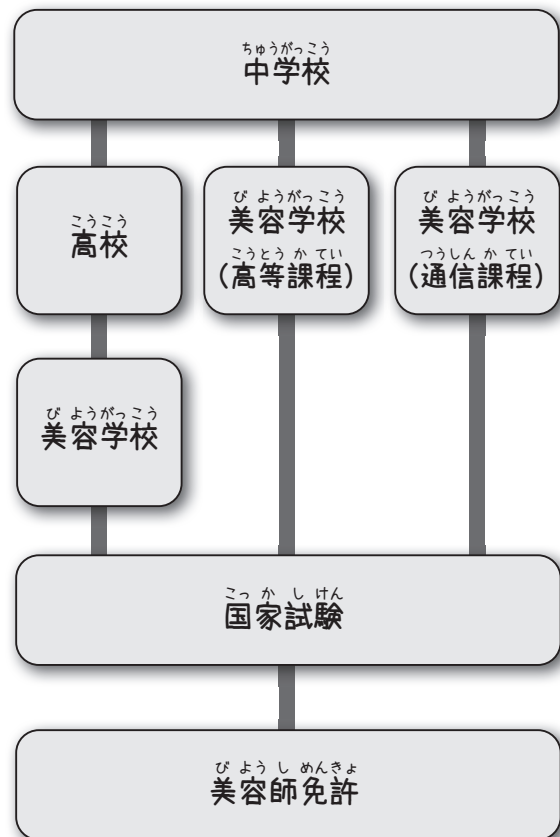 ちゅうがっこう
中学校
こうこう
高校
び ようがっこう
美容学校
こうとう か てい
(高等課程)
び ようがっこう
美容学校
つうしん か てい
(通信課程)
び ようがっこう
美容学校
こっ か し けん
国家試験
び よう し めんきょ
美容師免許